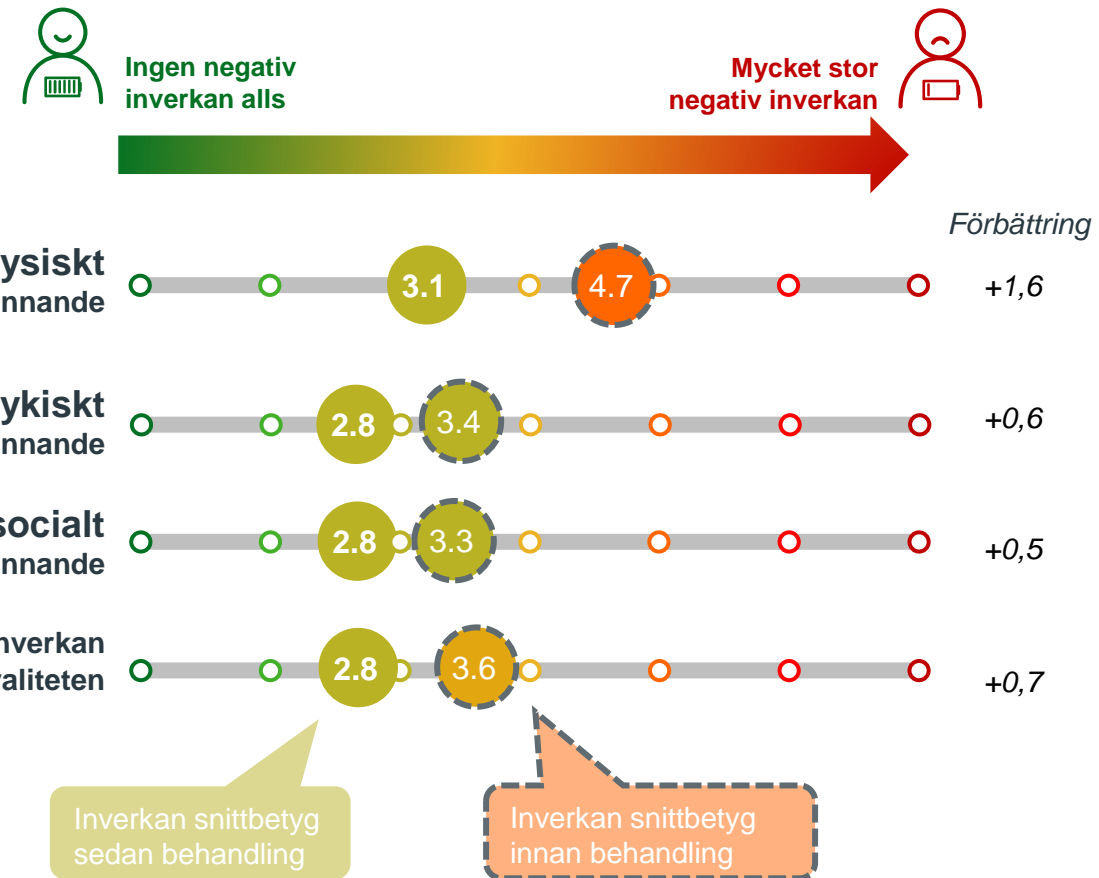 Ingen negativ
inverkan alls
Mycket stor
negativ inverkan
Förbättring
ysiskt
nnande
3.1
4.7
+1,6
ykiskt
nnande
2.8
3.4
+0,6
socialt
nnande
2.8
3.3
+0,5
nverkan
aliteten
2.8
3.6
+0,7
Inverkan snittbetyg
sedan behandling
Inverkan snittbetyg
innan behandling